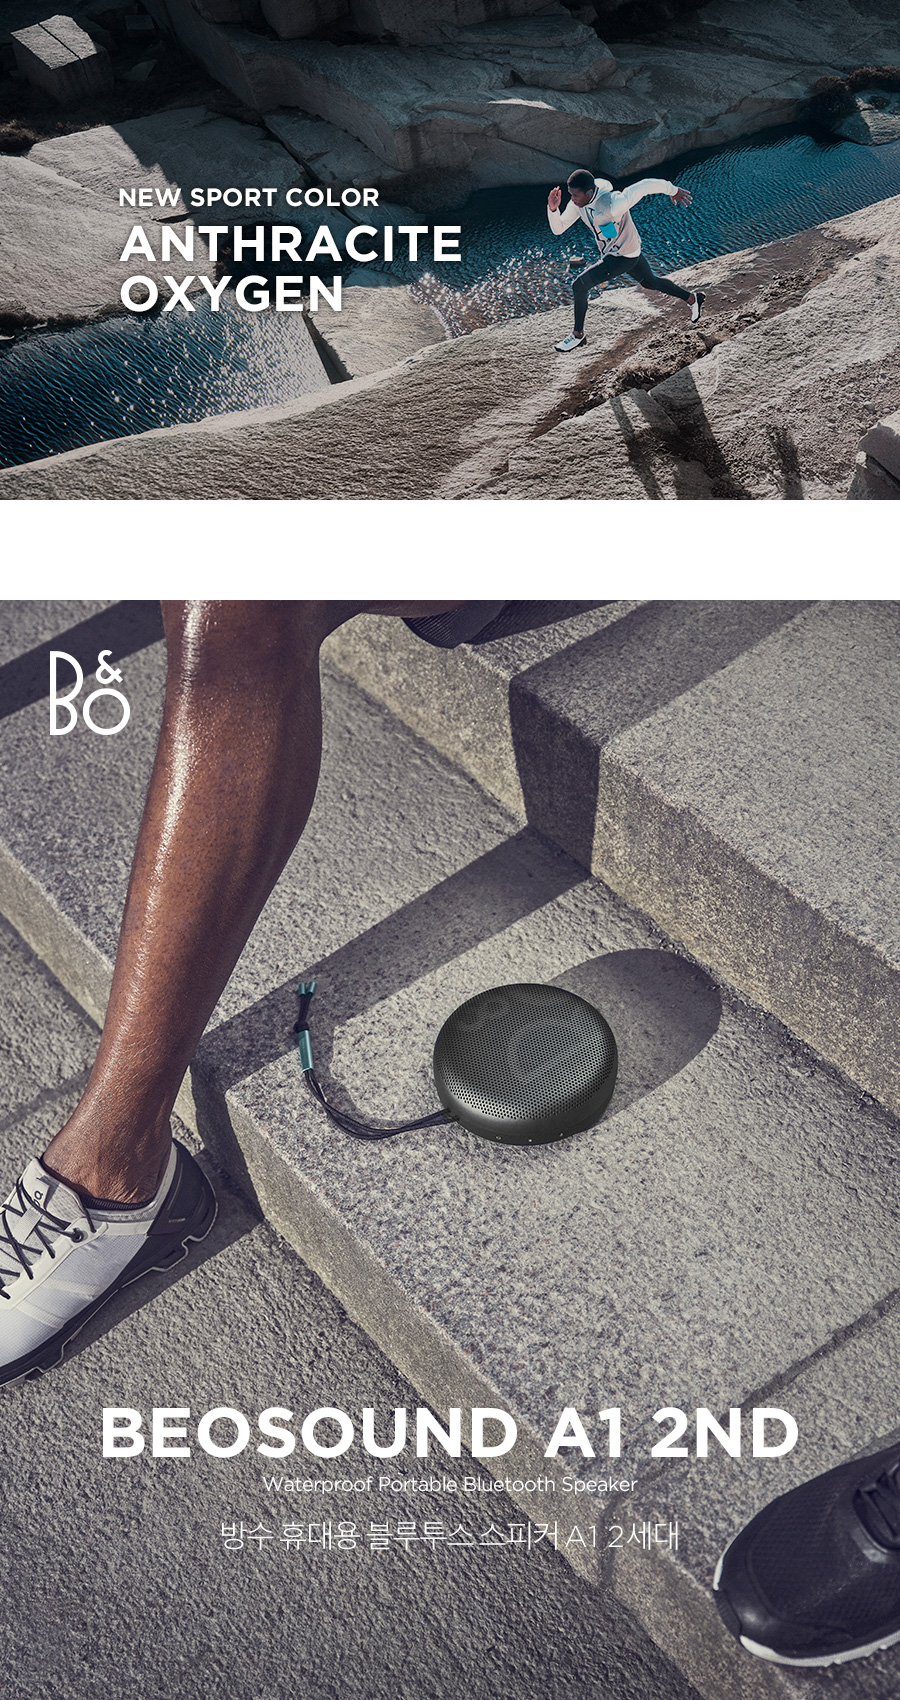 NEW SPORT COLOR
ANTHRACITE
OXYGEN
B&O
BEOSOUND A1 2ND
Waterproof Portable Bluetooth Speaker
방수 휴대용 블루투스 스피커 A1 2세대